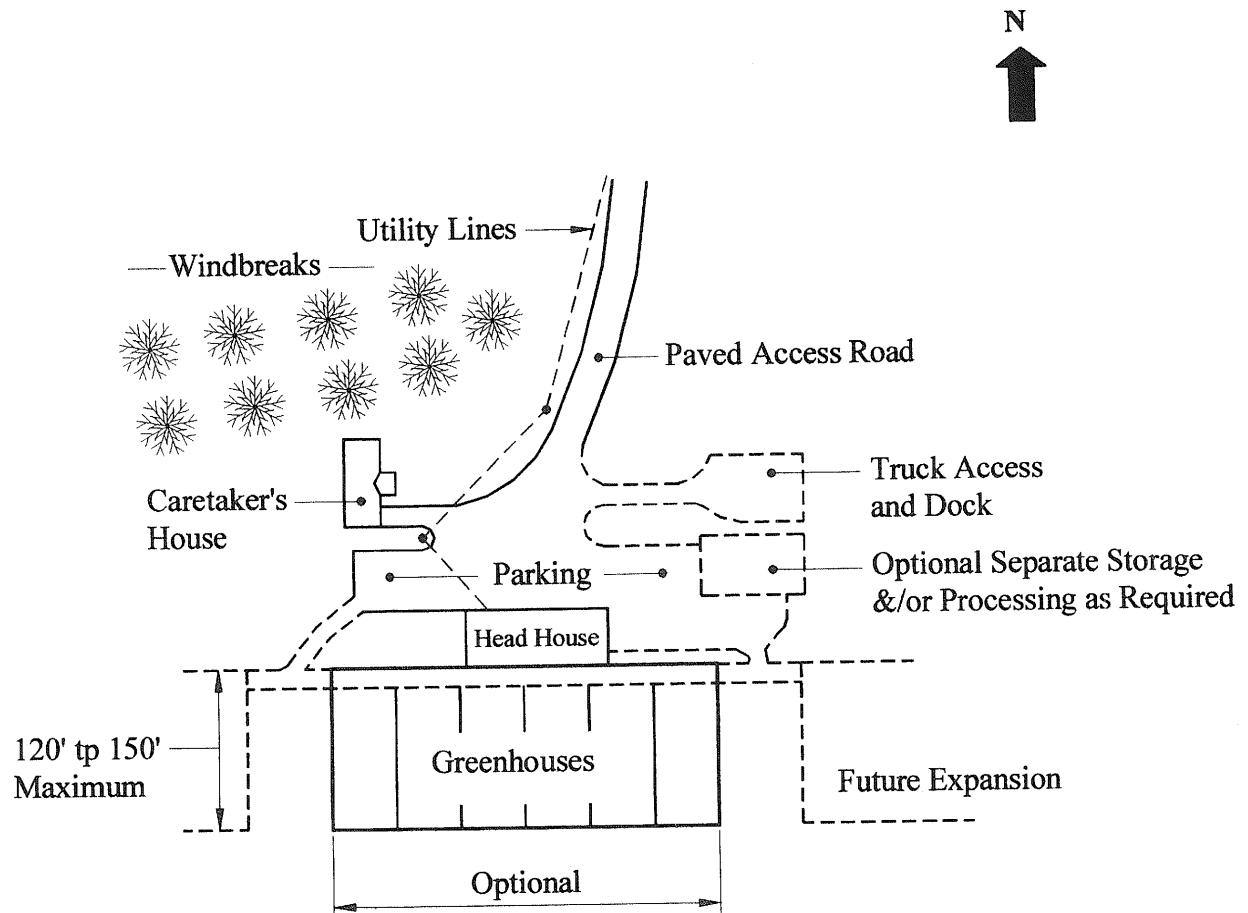 N
Utility Lines
Windbreaks
Paved Access Road
Truck Access
and Dock
Caretaker's
House
Parking
Optional Separate Storage
&/or Processing as Required
Head House
120' tp 150'
Maximum
Greenhouses
Future Expansion
Optional